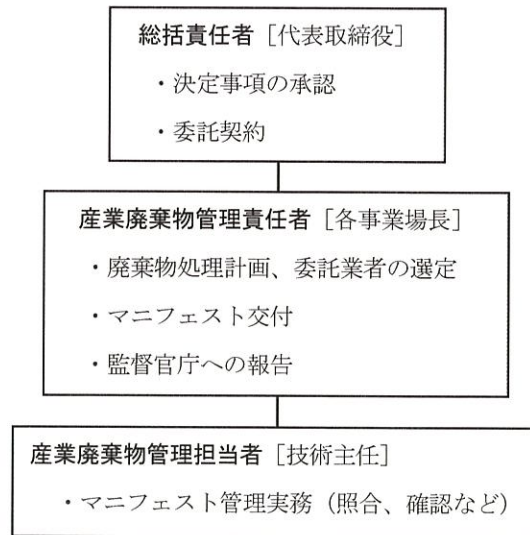 総括責任者［代表取締役］
・決定事項の承認
・委託契約
産業廃棄物管理責任者［各事業場長］
・廃棄物処理計画、委託業者の選定
・マニフェスト交付
・監督官庁への報告
産業廃棄物管理担当者［技術主任］
・マニフェスト管理実務（照合、確認など）